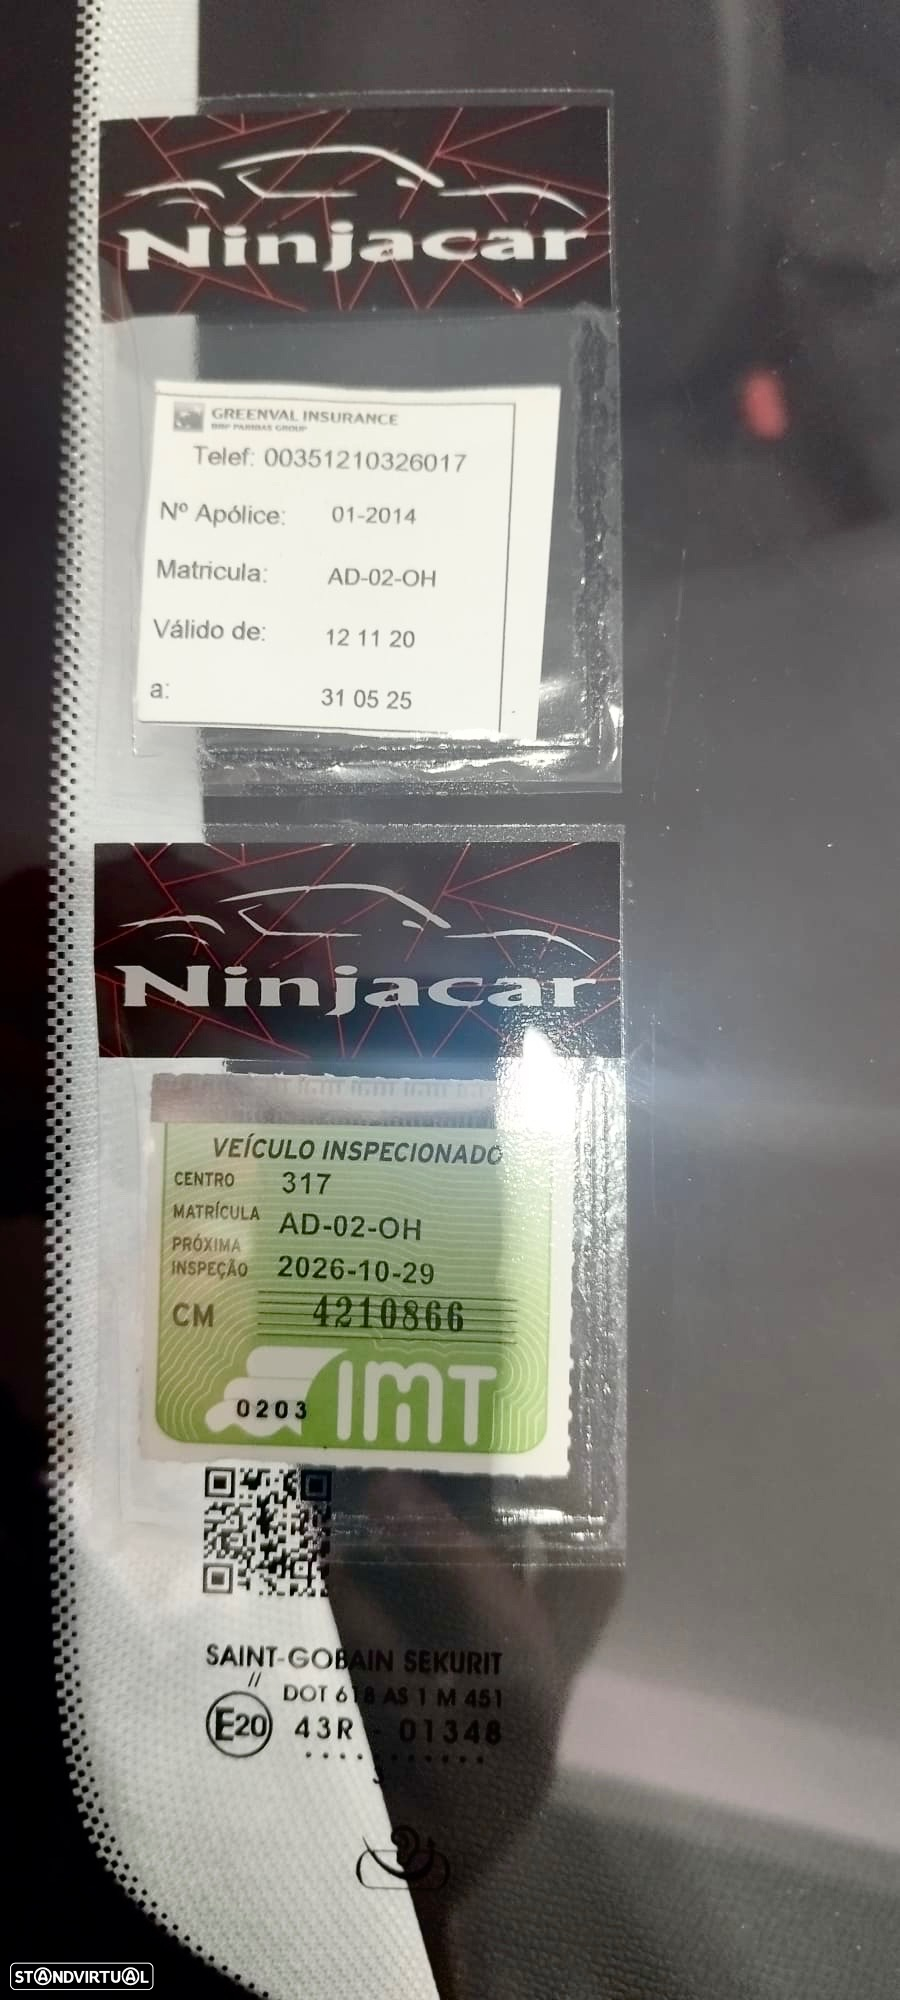 Ninjacar
GREENVAL INSURANCE
BNP PARIBAS GROUP
Telef: 00351210326017
Nº Apólice: 01-2014
Matricula: AD-02-OH
Válido de: 12 11 20
a: 31 05 25
Ninjacar
VEÍCULO INSPECIONADO
CENTRO 317
MATRÍCULA AD-02-OH
PRÓXIMA
INSPEÇÃO 2026-10-29
CM 4210866
0203 IMT
SAINT-GOBAIN SEKURIT
//
DOT 618 AS 1 M 451
E20 43R - 01348
STANDVIRTUAL